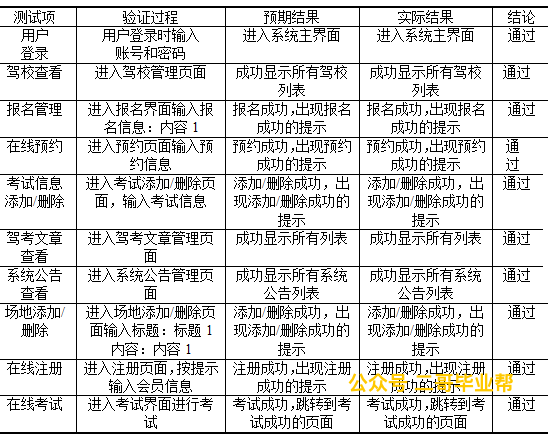 测试项 验证过程 预期结果 实际结果 结论
用户 用户登录时输入 进入系统主界面 进入系统主界面 通过
登录 账号和密码
驾校查看 进入驾校管理页面 成功显示所有驾校 成功显示所有驾校 通过
列表 列表
报名管理 进入报名界面输入报 报名成功,出现报名 报名成功,出现报名 通过
名信息：内容1 成功的提示 成功的提示
在线预约 进入预约页面输入预 预约成功,出现预约 预约成功,出现预约 通
约信息 成功的提示 成功的提示 过
考试信息 进入考试添加/删除页 添加/删除成功，出 添加/删除成功，出 通过
添加/删除 面，输入考试信息 现添加/删除成功的 现添加/删除成功的
提示 提示
驾考文章 进入驾考文章管理页 成功显示所有列表 成功显示所有列表 通过
查看 面
系统公告 进入系统公告管理页 成功显示所有系统 成功显示所有系统 通过
查看 面 公告列表 公告列表
场地添加/ 进入场地添加/删除页 添加/删除成功，出 添加/删除成功，出 通过
删除 面输入标题：标题1 现添加/删除成功的 现添加/删除成功的
内容：内容1 提示 提示
在线注册 进入注册页面,按提示 注册成功,出现注册 注册成功,出现注册 通过
输入会员信息 成功的提示 成功的提示
公众号:二哥毕业帮
在线考试 进入考试界面进行考 考试成功,跳转到考 考试成功,跳转到考 通过
试 试成功的页面 试成功的页面